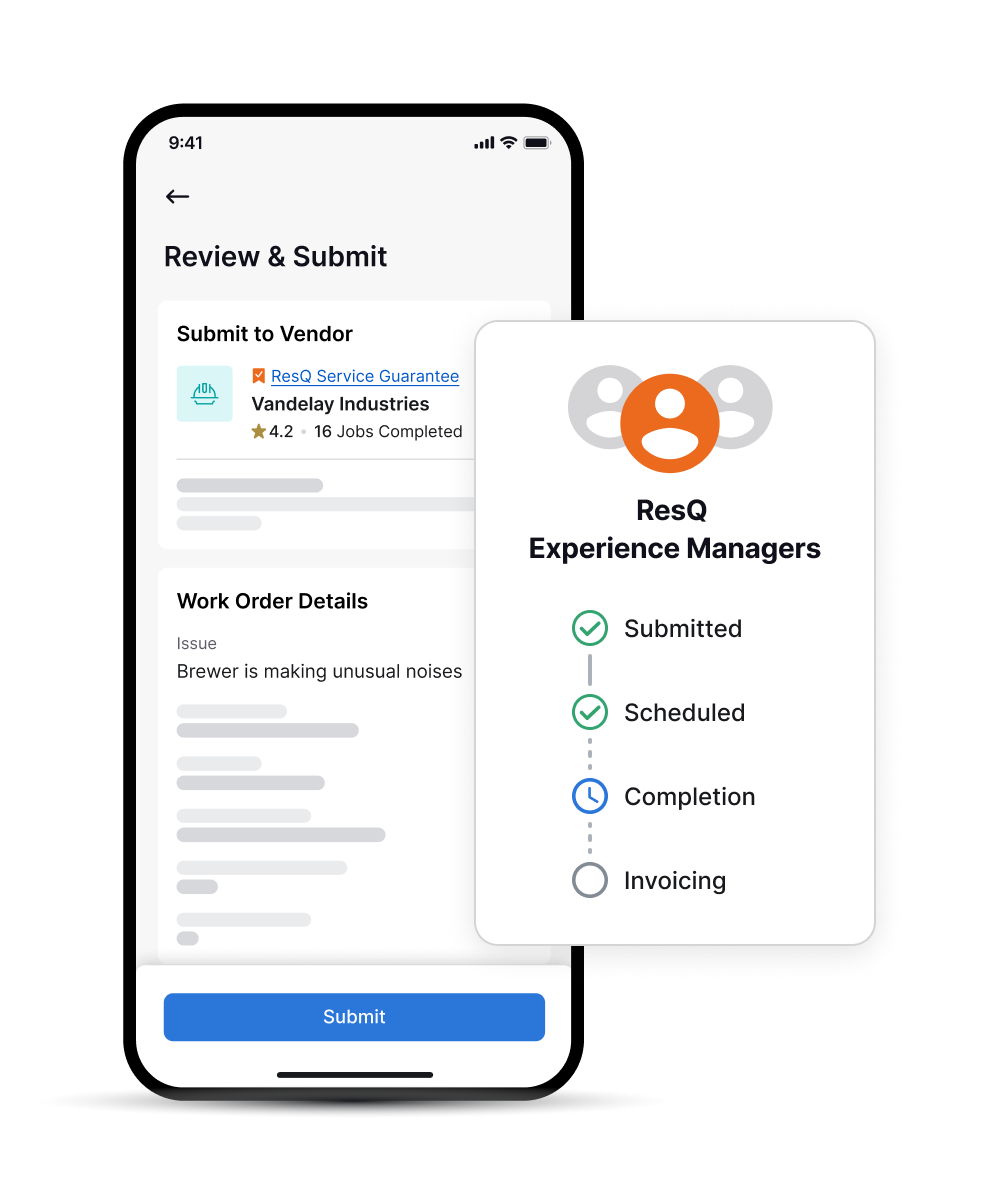 9:41
Review & Submit
Submit to Vendor
ResQ Service Guarantee
Vandelay Industries
4.2 • 16 Jobs Completed
Work Order Details
Issue
Brewer is making unusual noises
Submit
ResQ
Experience Managers
Submitted
Scheduled
Completion
Invoicing